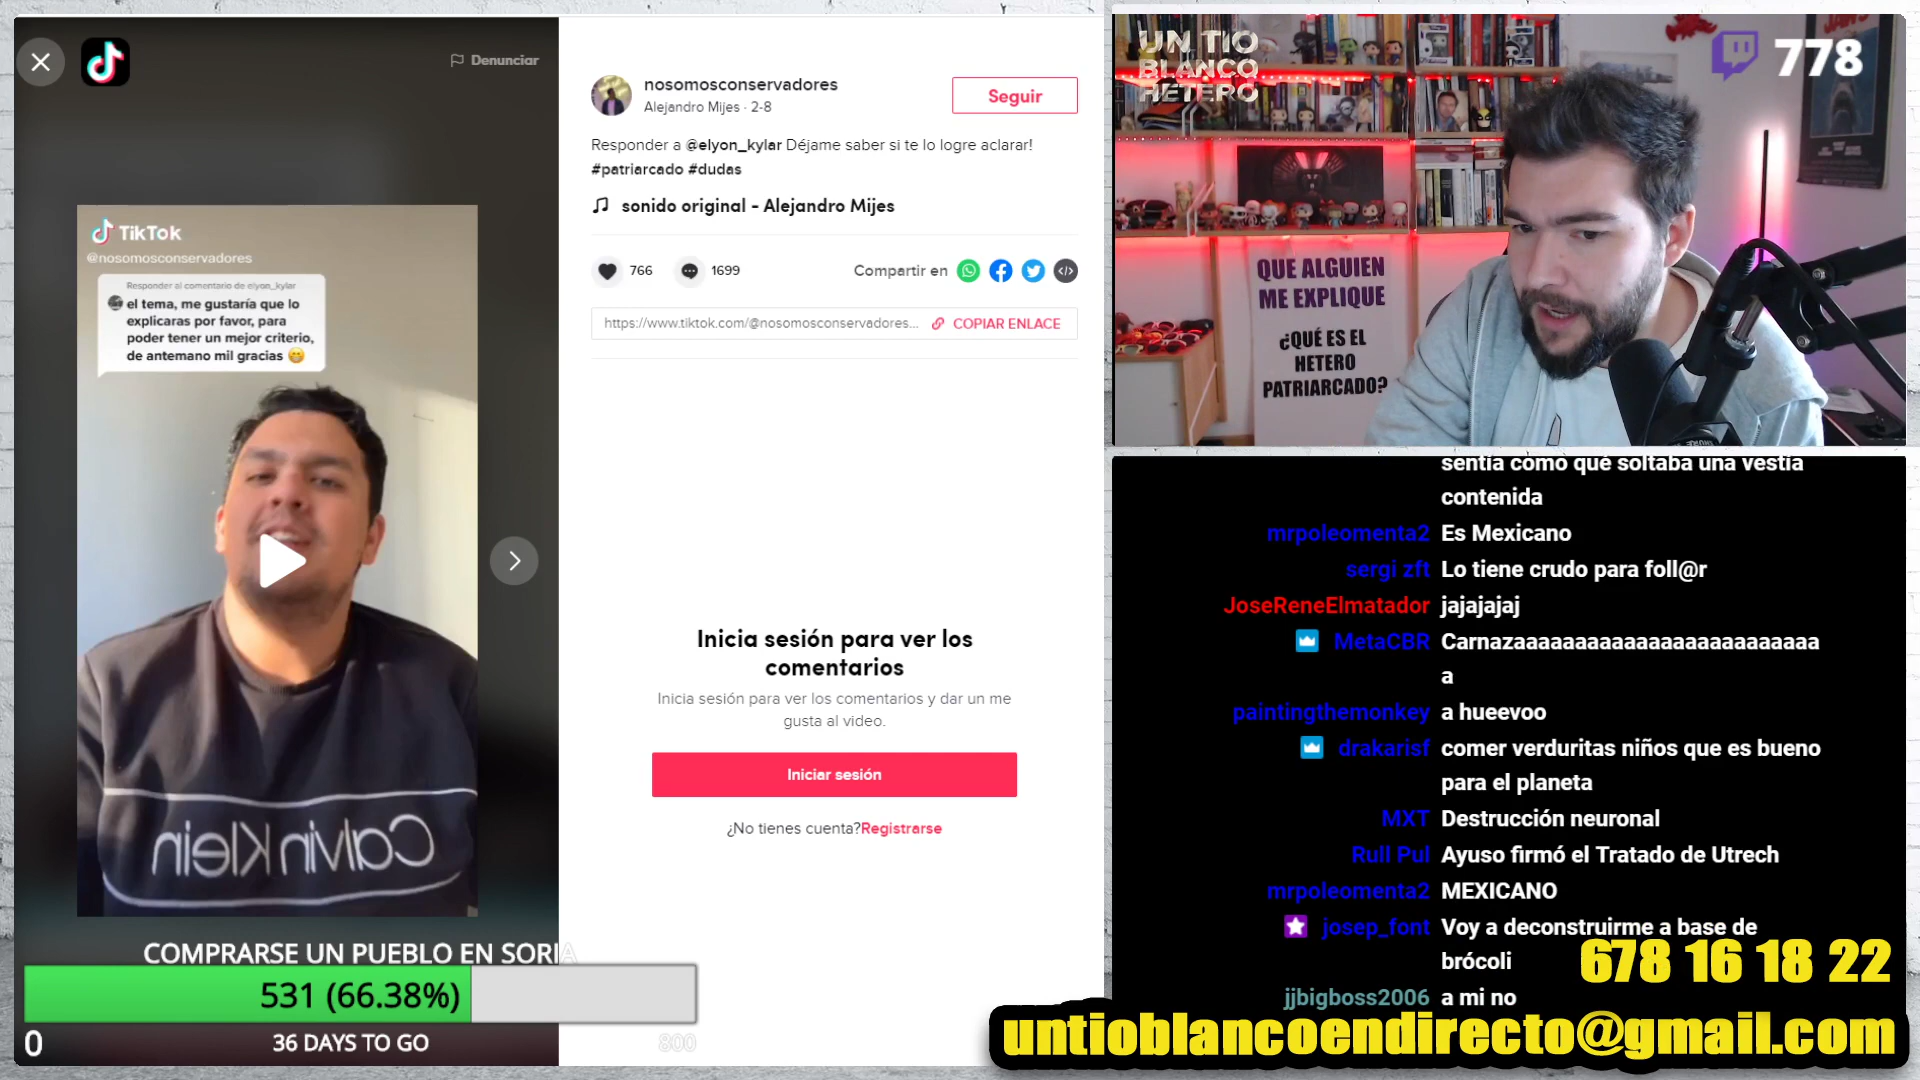 Denunciar
TikTok
@nosomosconservadores
Responder al comentario de elyon_kylar
el tema, me gustaría que lo
explicaras por favor, para
poder tener un mejor criterio,
de antemano mil gracias
Calvin Klein
COMPRARSE UN PUEBLO EN SORIA
531 (66.38%)
0
36 DAYS TO GO
800
nosomosconservadores
Alejandro Mijes · 2-8
Seguir
Responder a @elyon_kylar Déjame saber si te lo logre aclarar!
#patriarcado #dudas
sonido original - Alejandro Mijes
766
1699
Compartir en
https://www.tiktok.com/@nosomosconservadores...
COPIAR ENLACE
Inicia sesión para ver los
comentarios
Inicia sesión para ver los comentarios y dar un me
gusta al video.
Iniciar sesión
¿No tienes cuenta?Registrarse
UN TIO
BLANCO
HETERO
778
JAWS
QUE ALGUIEN
ME EXPLIQUE
¿QUÉ ES EL
HETERO
PATRIARCADO?
sentía cómo qué soltaba una vestia
contenida
mrpoleomenta2 Es Mexicano
sergi zft Lo tiene crudo para foll@r
JoseReneElmatador jajajajaj
MetaCBR Carnazaaaaaaaaaaaaaaaaaaaaaaaaa
a
paintingthemonkey a hueevoo
drakarisf comer verduritas niños que es bueno
para el planeta
MXT Destrucción neuronal
Rull Pul Ayuso firmó el Tratado de Utrech
mrpoleomenta2 MEXICANO
josep_font Voy a deconstruirme a base de
brócoli
jjbigboss2006 a mi no
678 16 18 22
untioblancoendirecto@gmail.com